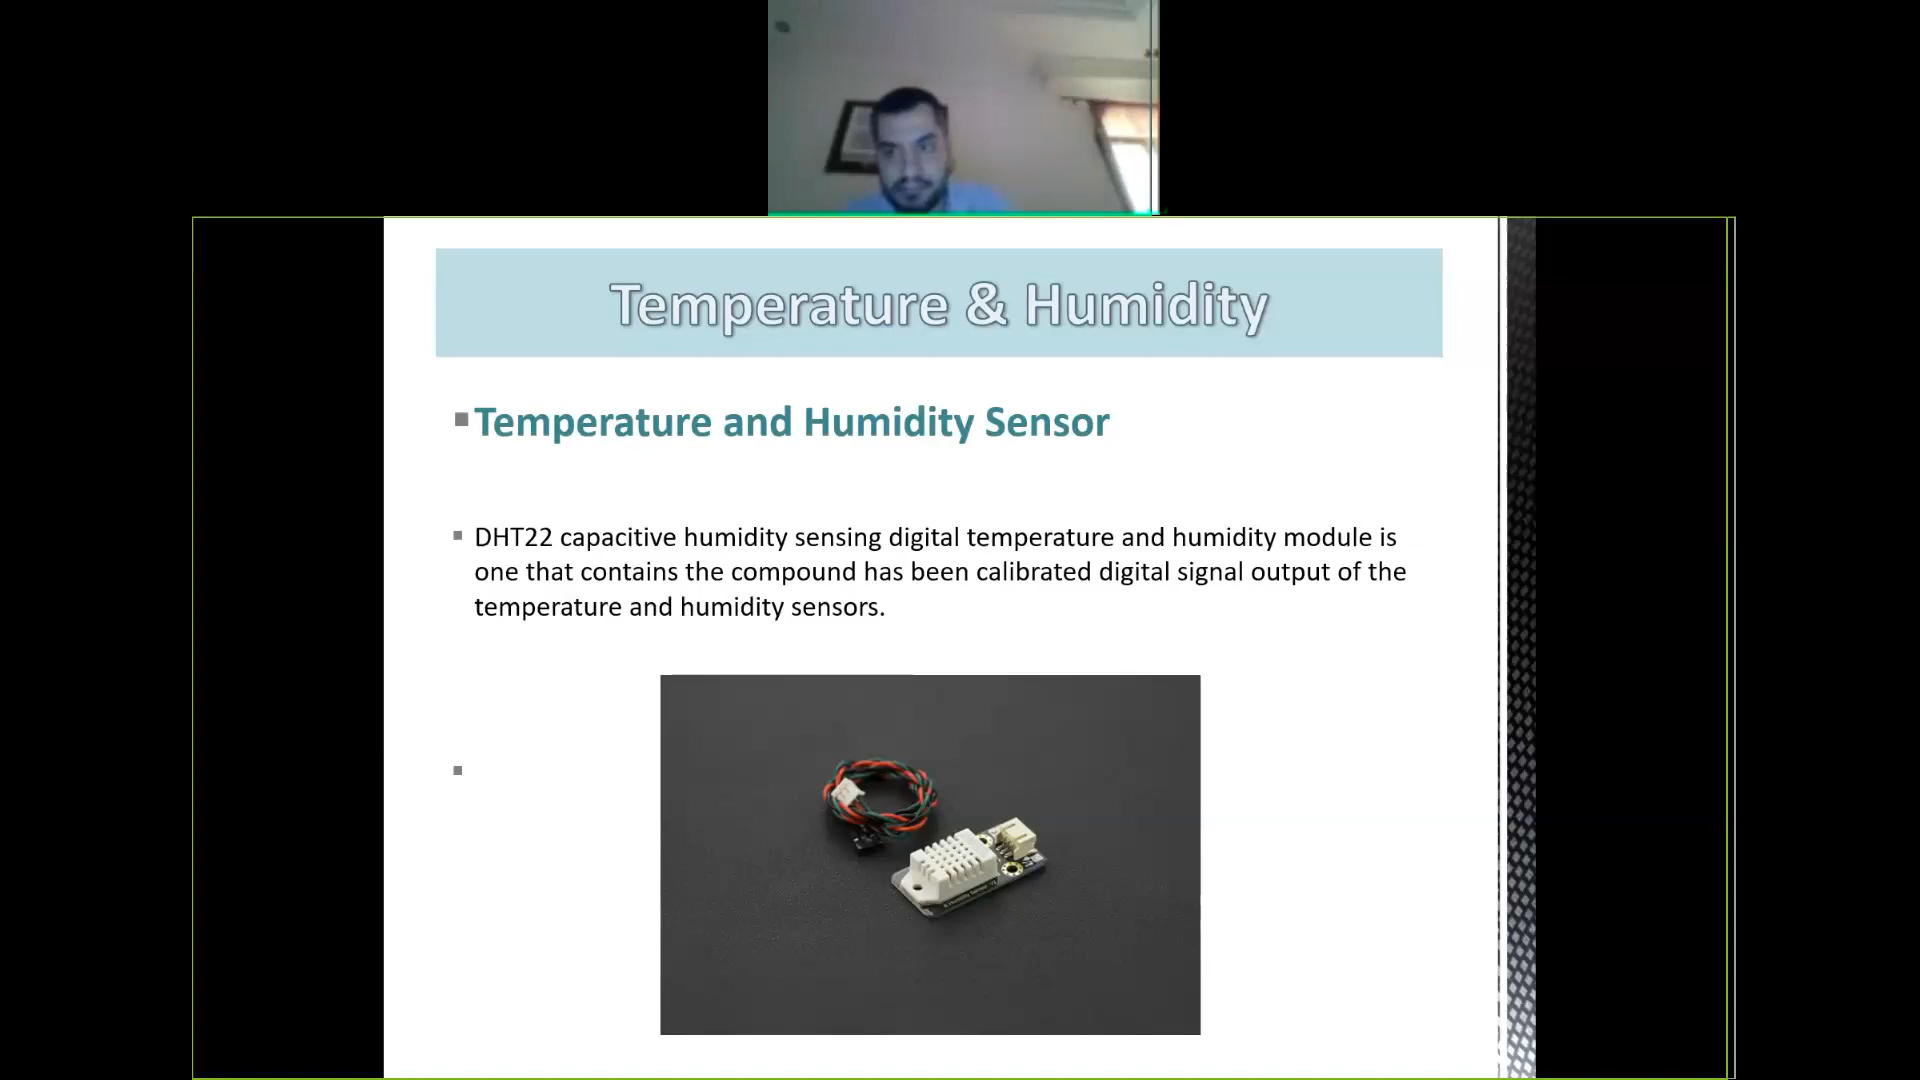 Temperature & Humidity
Temperature and Humidity Sensor
DHT22 capacitive humidity sensing digital temperature and humidity module is
one that contains the compound has been calibrated digital signal output of the
temperature and humidity sensors.